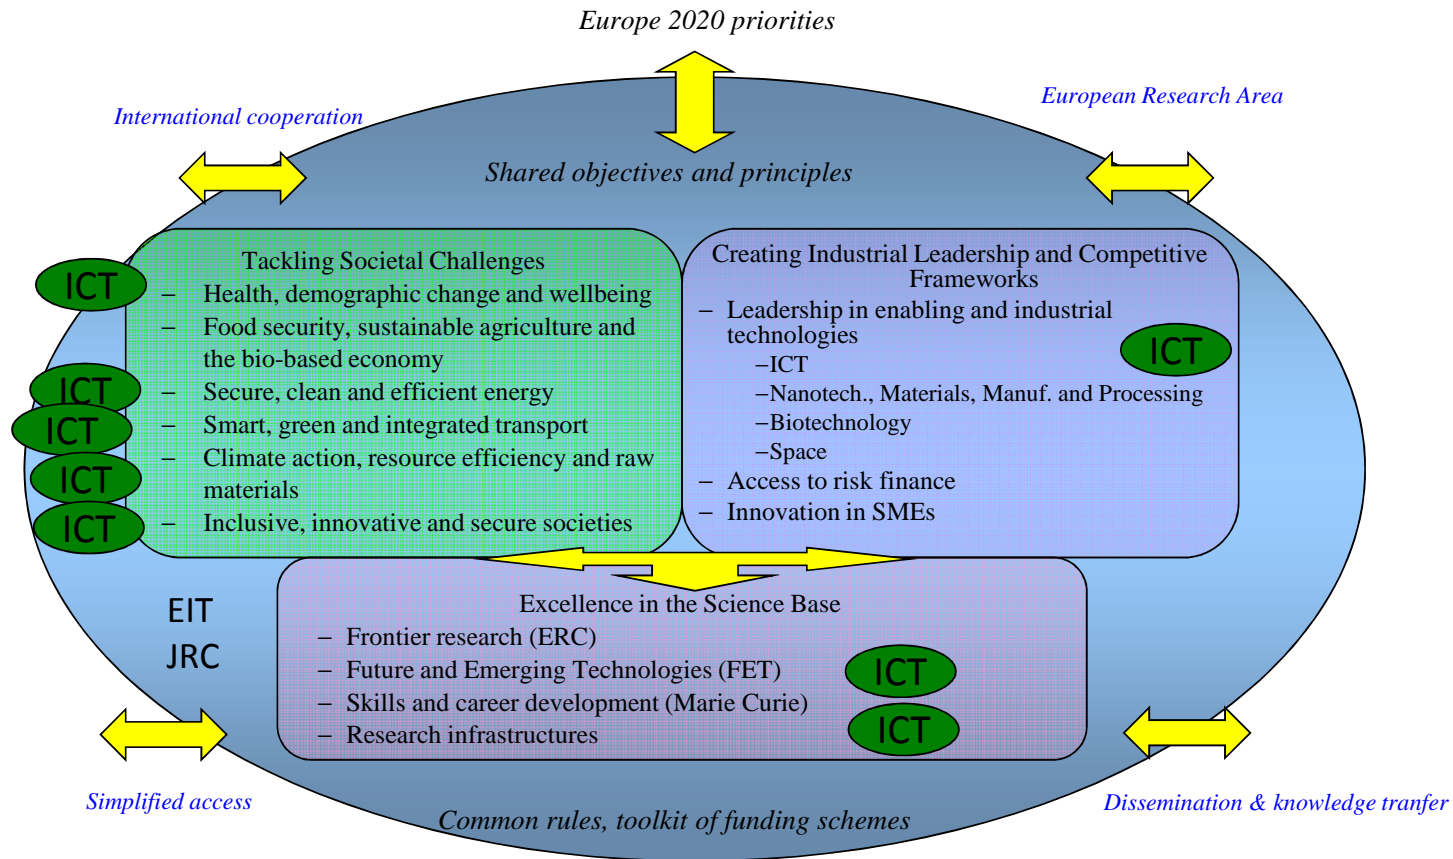 Europe 2020 priorities
International cooperation
European Research Area
Shared objectives and principles
Tackling Societal Challenges
ICT
– Health, demographic change and wellbeing
– Food security, sustainable agriculture and
the bio-based economy
ICT
– Secure, clean and efficient energy
ICT
– Smart, green and integrated transport
ICT
– Climate action, resource efficiency and raw
materials
ICT
– Inclusive, innovative and secure societies
Creating Industrial Leadership and Competitive
Frameworks
– Leadership in enabling and industrial
technologies
ICT
–ICT
–Nanotech., Materials, Manuf. and Processing
–Biotechnology
–Space
– Access to risk finance
– Innovation in SMEs
EIT
JRC
Excellence in the Science Base
– Frontier research (ERC)
– Future and Emerging Technologies (FET)
ICT
– Skills and career development (Marie Curie)
– Research infrastructures
ICT
Simplified access
Common rules, toolkit of funding schemes
Dissemination & knowledge tranfer